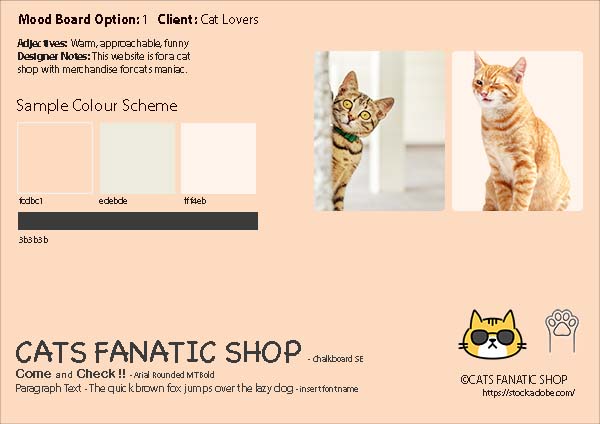 Mood Board Option: 1 Client: Cat Lovers
Adjectives: Warm, approachable, funny
Designer Notes: This website is for a cat
shop with merchandise for cats maniac.
Sample Colour Scheme
fcdbc1 edebde fff4eb
3b3b3b
CATS FANATIC SHOP - Chalkboard SE
Come and Check !! - Arial Rounded MT Bold
Paragraph Text - The quick brown fox jumps over the lazy dog - insert font name
©CATS FANATIC SHOP
https://stock.adobe.com/